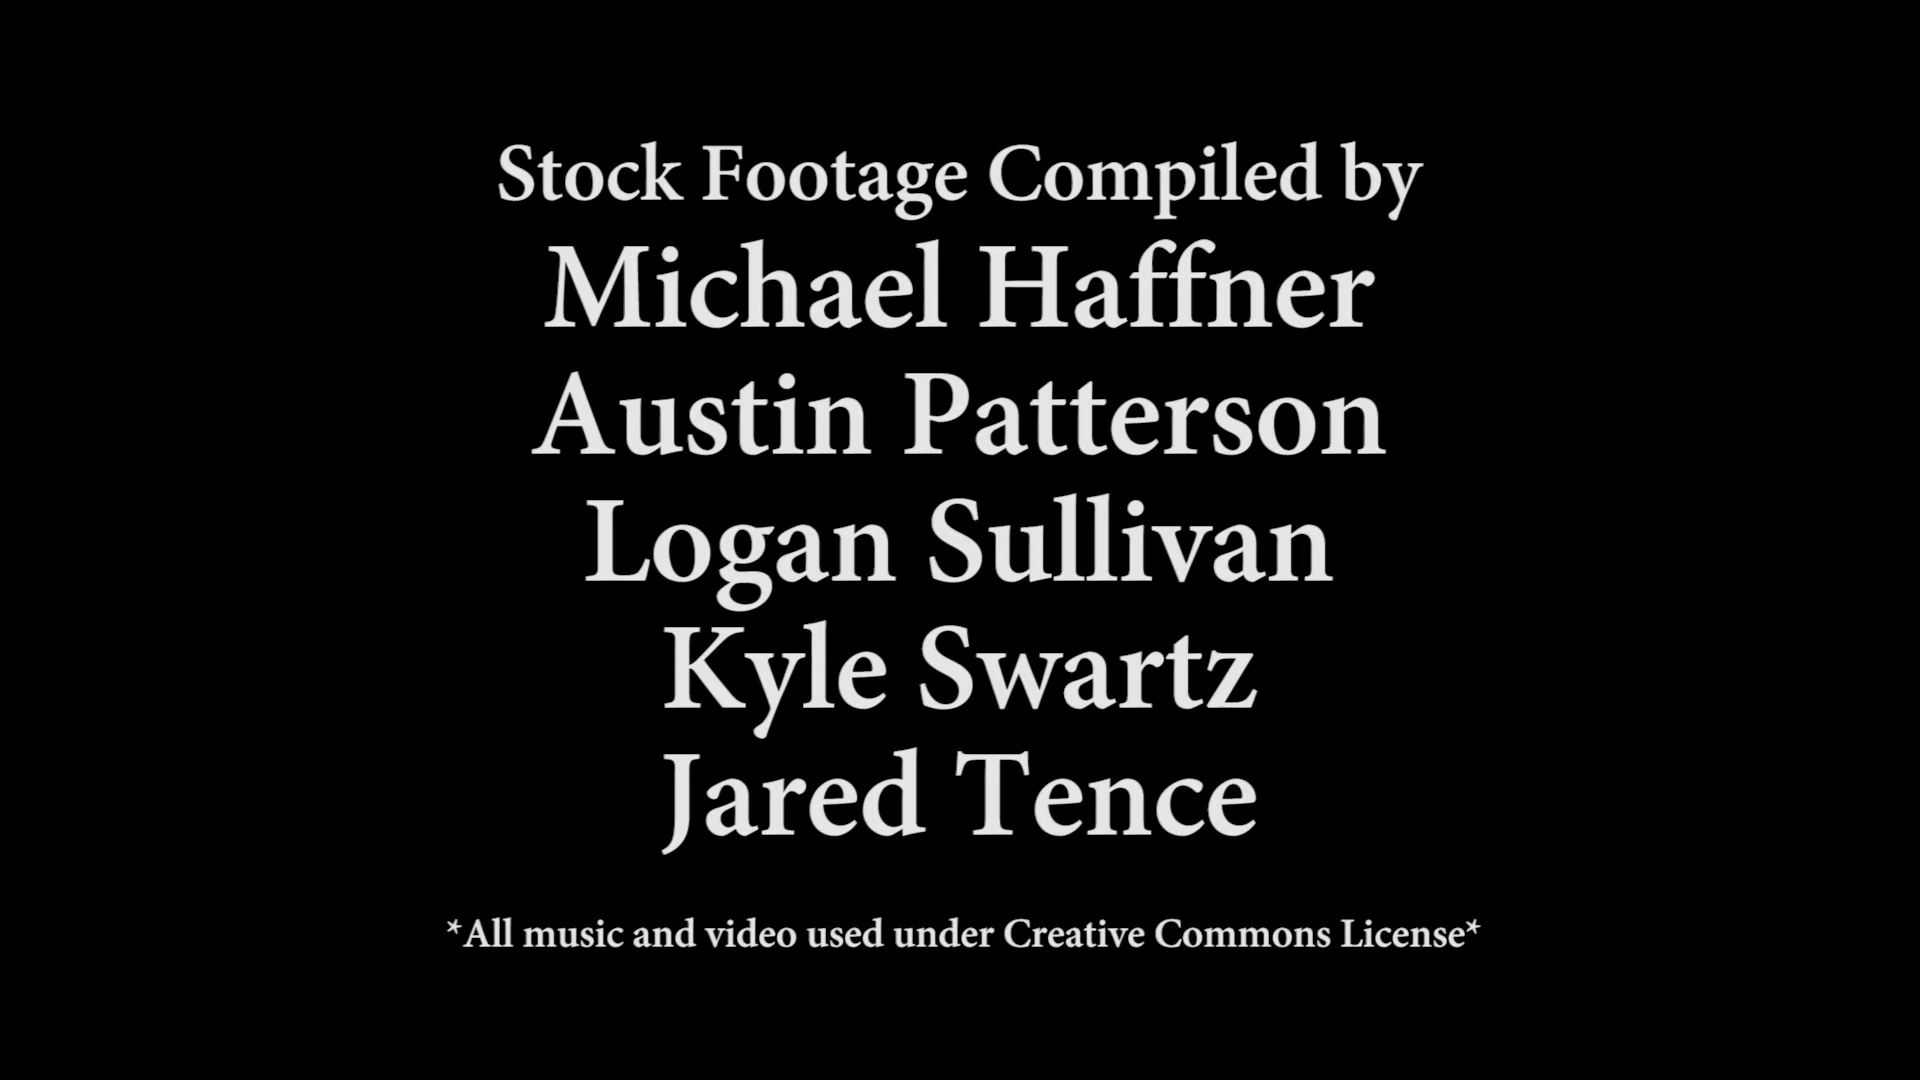 Stock Footage Compiled by
Michael Haffner
Austin Patterson
Logan Sullivan
Kyle Swartz
Jared Tence
*All music and video used under Creative Commons License*